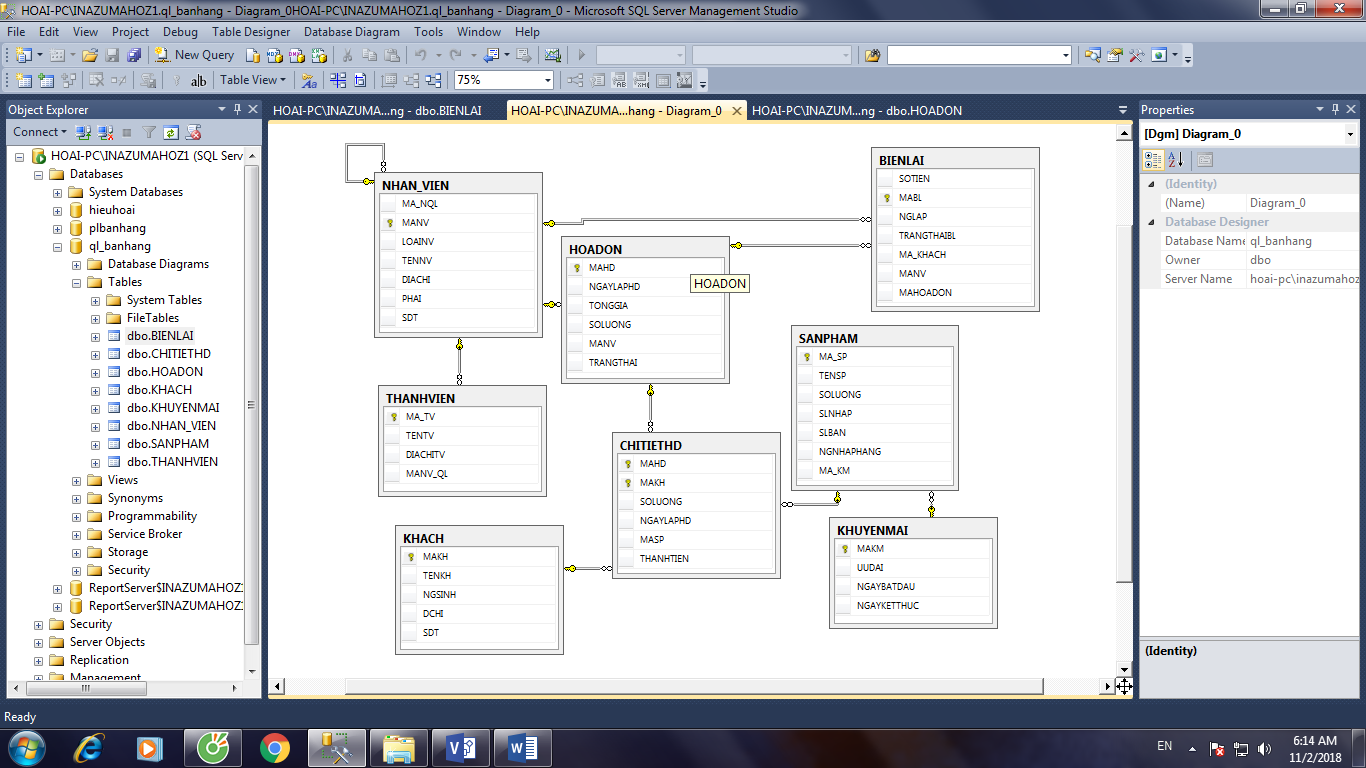 HOAI-PC\INAZUMAHOZ1.ql_banhang - Diagram_0HOAI-PC\INAZUMAHOZ1.ql_banhang - Diagram_0 - Microsoft SQL Server Management Studio
File Edit View Project Debug Table Designer Database Diagram Tools Window Help
New Query
Table View 75%
Object Explorer
Connect
HOAI-PC\INAZUMAHOZ1 (SQL Serv
Databases
System Databases
hieuhoai
plbanhang
ql_banhang
Database Diagrams
Tables
System Tables
FileTables
dbo.BIENLAI
dbo.CHITIETHD
dbo.HOADON
dbo.KHACH
dbo.KHUYENMAI
dbo.NHAN_VIEN
dbo.SANPHAM
dbo.THANHVIEN
Views
Synonyms
Programmability
Service Broker
Storage
Security
ReportServer$INAZUMAHOZ1
ReportServer$INAZUMAHOZ1
Security
Server Objects
Replication
Management
HOAI-PC\INAZUMA...ng - dbo.BIENLAI
HOAI-PC\INAZUMA...hang - Diagram_0
HOAI-PC\INAZUM...ng - dbo.HOADON
NHAN_VIEN
MA_NQL
MANV
LOAINV
TENNV
DIACHI
PHAI
SDT
HOADON
MAHD
NGAYLAPHD
TONGGIA
SOLUONG
MANV
TRANGTHAI
HOADON
BIENLAI
SOTIEN
MABL
NGLAP
TRANGTHAIBL
MA_KHACH
MANV
MAHOADON
THANHVIEN
MA_TV
TENTV
DIACHITV
MANV_QL
CHITIETHD
MAHD
MAKH
SOLUONG
NGAYLAPHD
MASP
THANHTIEN
SANPHAM
MA_SP
TENSP
SOLUONG
SLNHAP
SLBAN
NGNHAPHANG
MA_KM
KHACH
MAKH
TENKH
NGSINH
DCHI
SDT
KHUYENMAI
MAKM
UUDAI
NGAYBATDAU
NGAYKETTHUC
Properties
[Dgm] Diagram_0
(Identity)
(Name) Diagram_0
Database Designer
Database Name ql_banhang
Owner dbo
Server Name hoai-pc\inazumahoz
(Identity)
Ready
EN
6:14 AM
11/2/2018